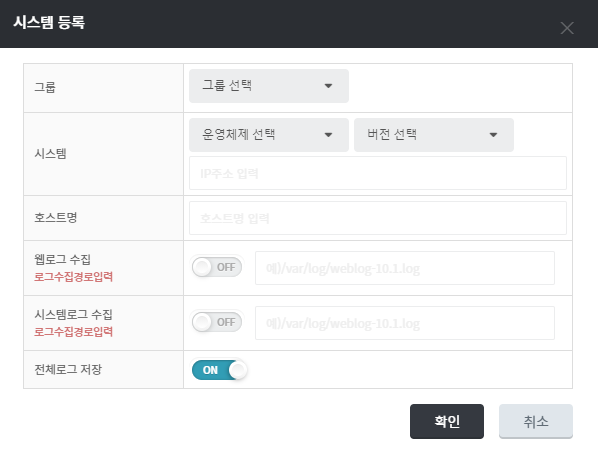 시스템 등록
그룹
그룹 선택
시스템
운영체제 선택
버전 선택
IP주소 입력
호스트명
호스트명 입력
웹로그 수집
로그수집경로입력
OFF
예)/var/log/weblog-10.1.log
시스템로그 수집
로그수집경로입력
OFF
예)/var/log/weblog-10.1.log
전체로그 저장
ON
확인
취소